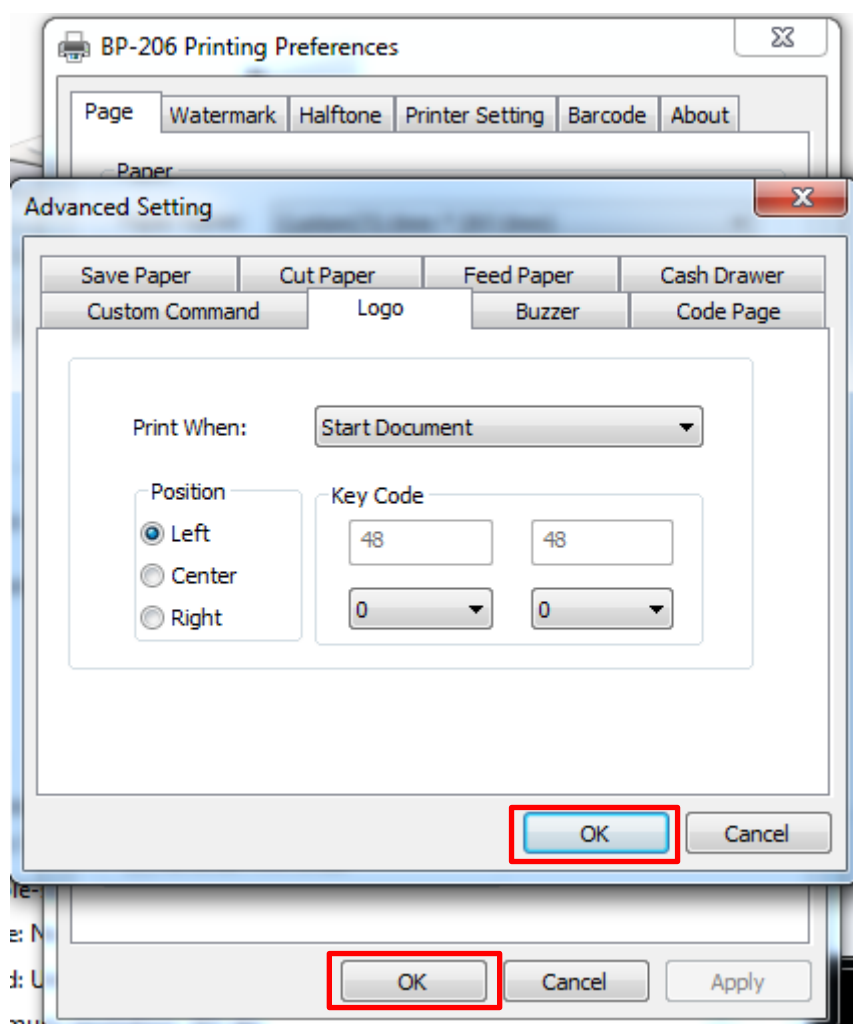 BP-206 Printing Preferences
Page Watermark Halftone Printer Setting Barcode About
Paper
Advanced Setting
Save Paper Cut Paper Feed Paper Cash Drawer
Custom Command Logo Buzzer Code Page
Print When: Start Document
Position
Left
Center
Right
Key Code
48 48
0 0
OK Cancel
e: N
d: U
OK Cancel Apply